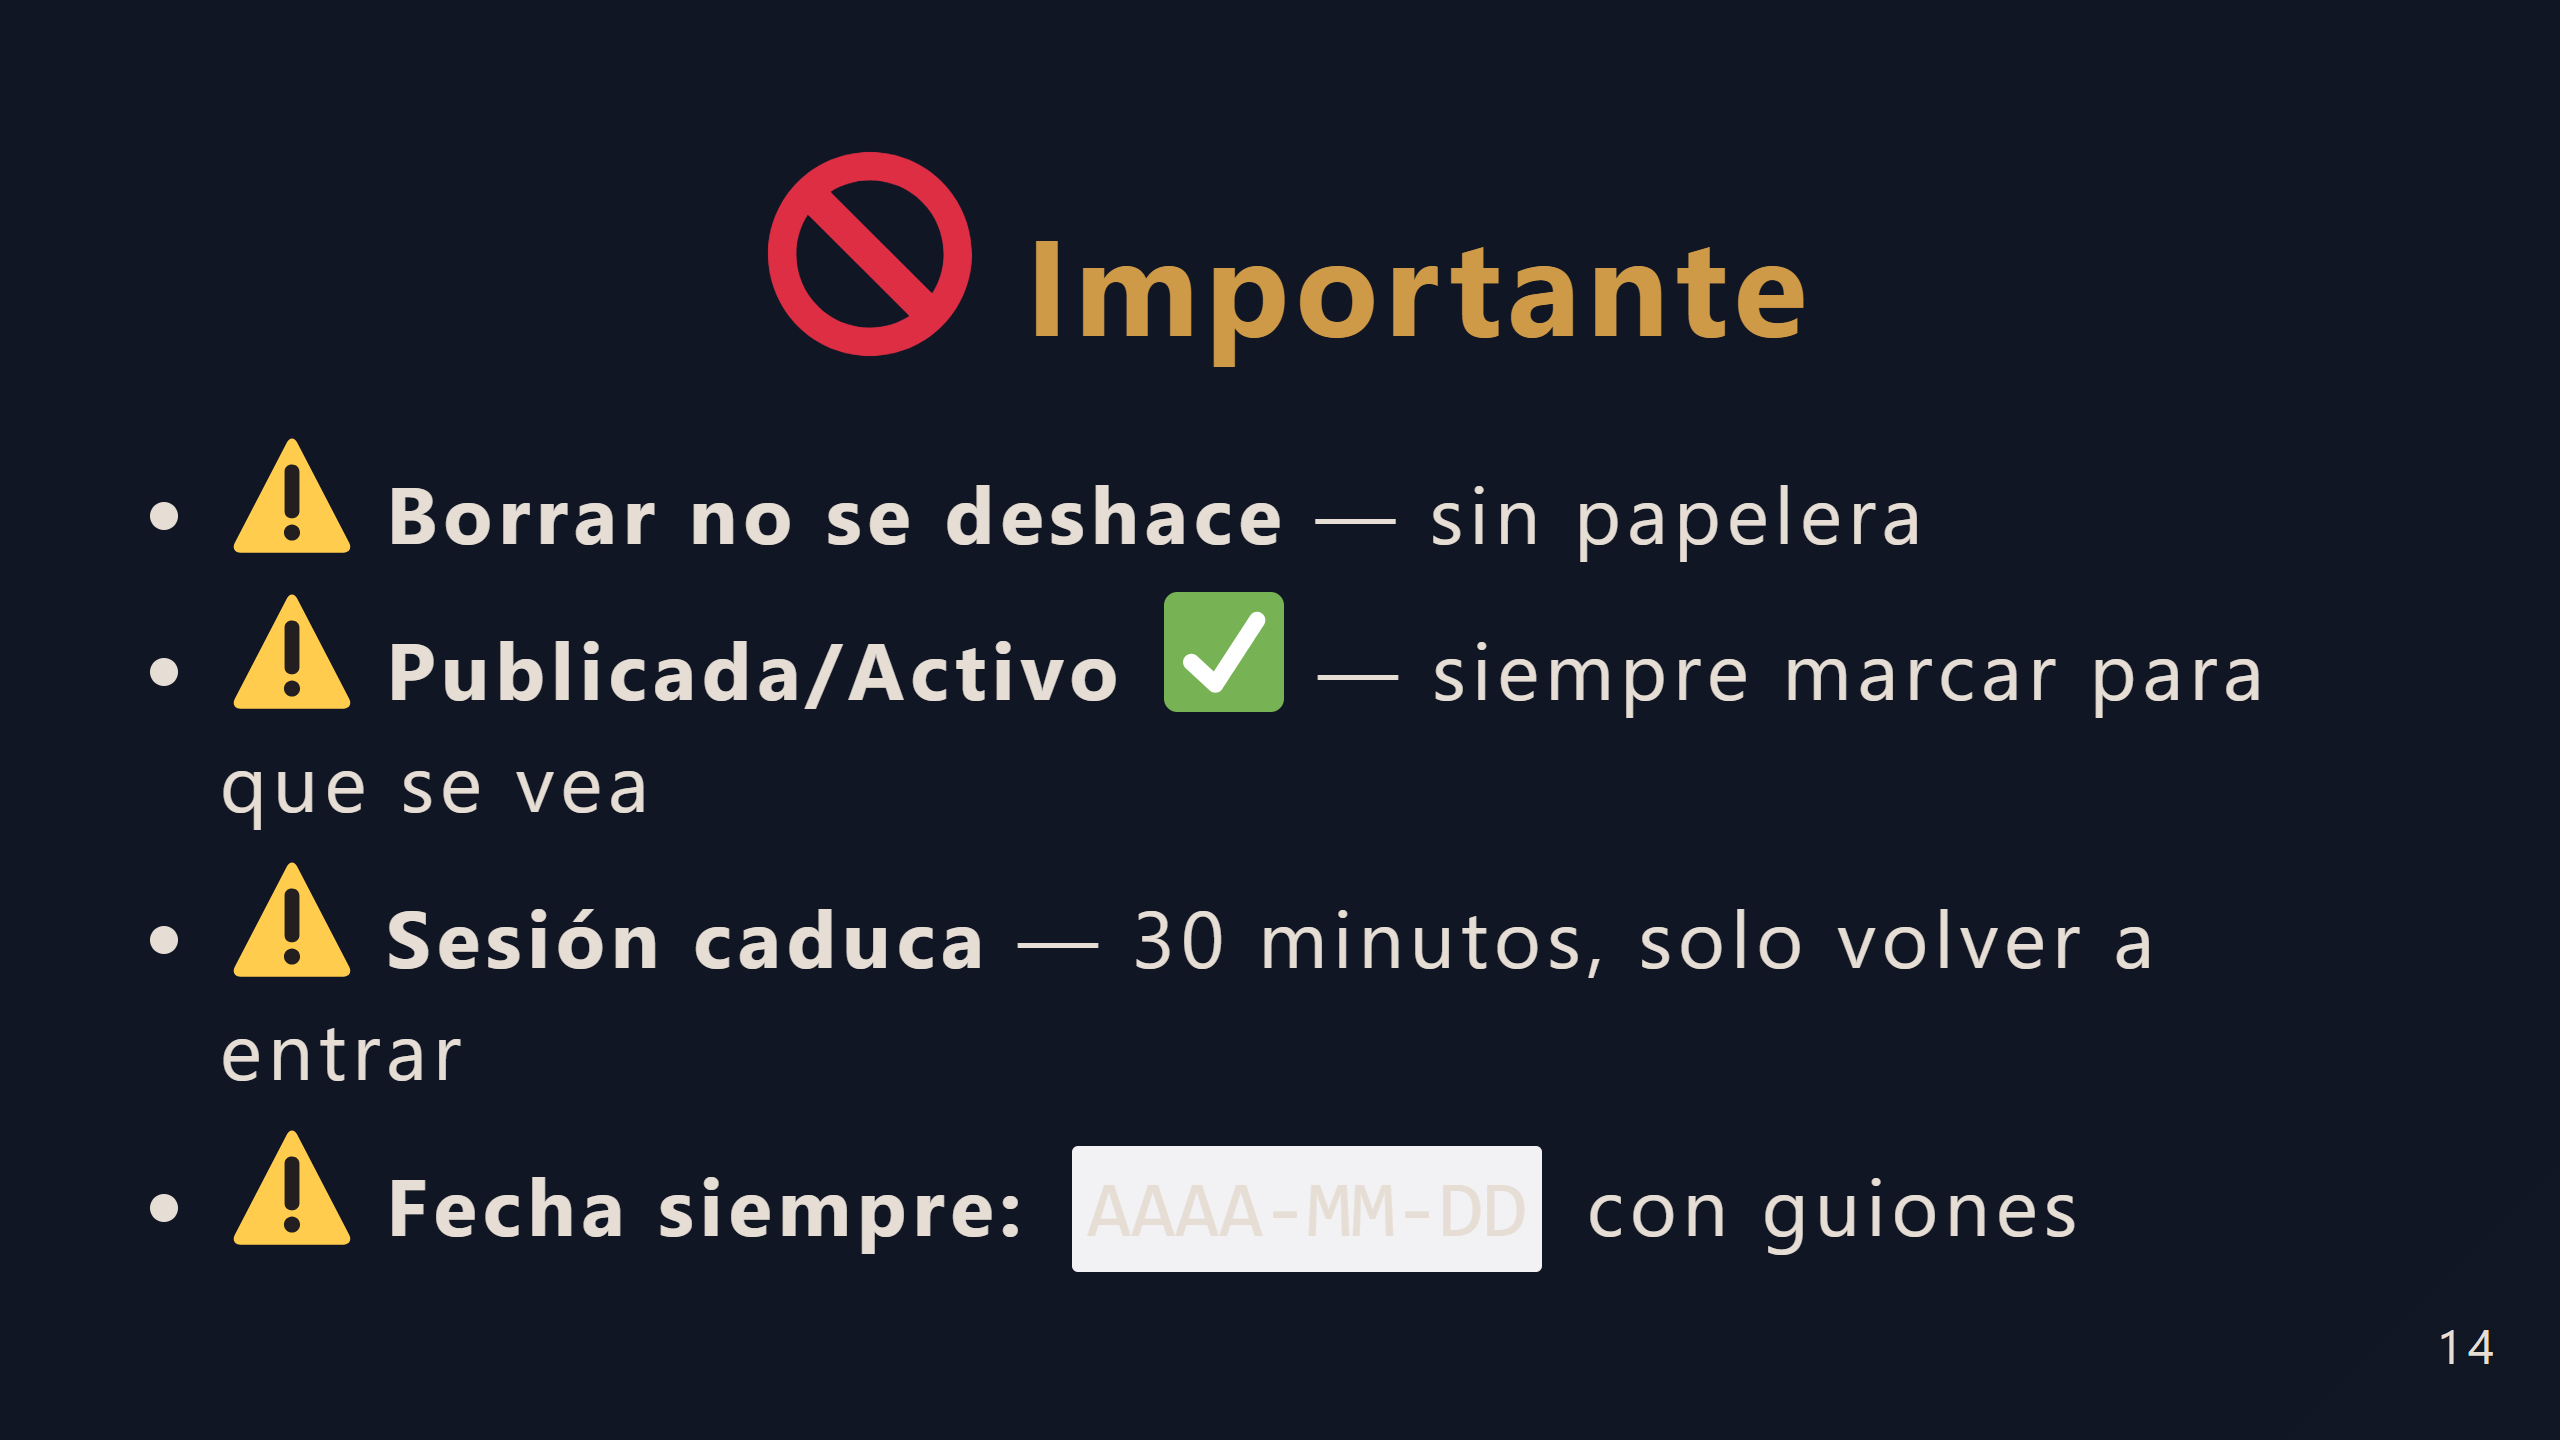 🚫 Importante
• ⚠️ Borrar no se deshace — sin papelera
• ⚠️ Publicada/Activo ✅ — siempre marcar para
que se vea
• ⚠️ Sesión caduca — 30 minutos, solo volver a
entrar
• ⚠️ Fecha siempre: AAAA-MM-DD con guiones
14